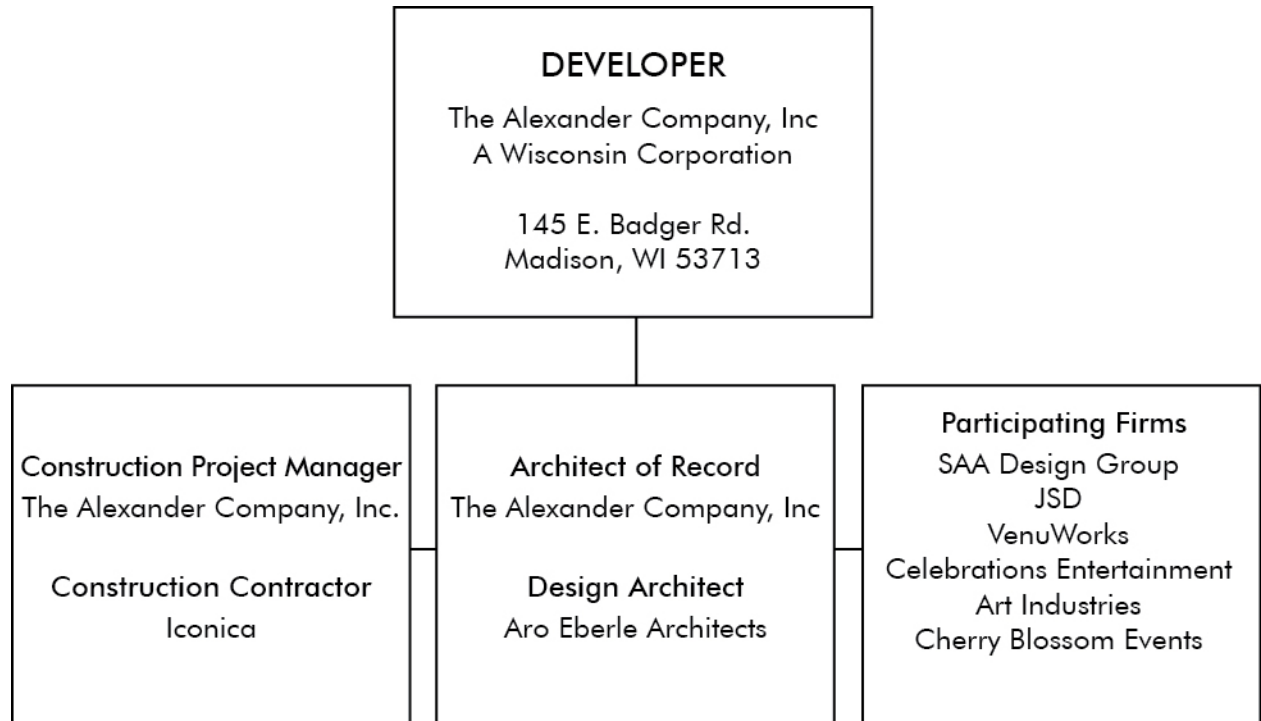 DEVELOPER
The Alexander Company, Inc
A Wisconsin Corporation
145 E. Badger Rd.
Madison, WI 53713
Construction Project Manager
The Alexander Company, Inc.
Construction Contractor
Iconica
Architect of Record
The Alexander Company, Inc
Design Architect
Aro Eberle Architects
Participating Firms
SAA Design Group
JSD
VenuWorks
Celebrations Entertainment
Art Industries
Cherry Blossom Events